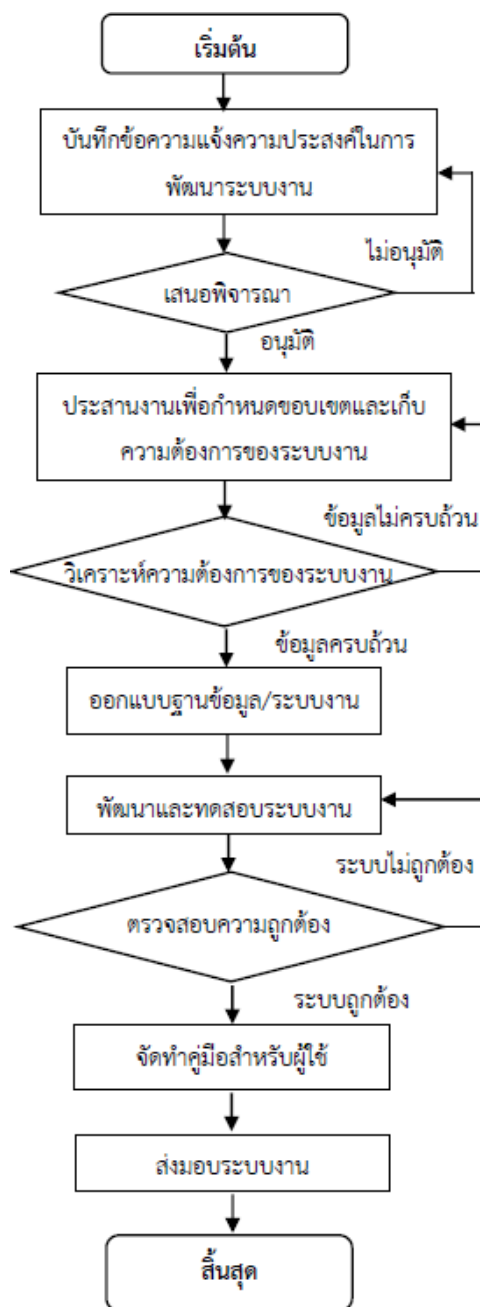 เริ่มต้น
บันทึกข้อความแจ้งความประสงค์ในการ
พัฒนาระบบงาน
ไม่อนุมัติ
เสนอพิจารณา
อนุมัติ
ประสานงานเพื่อกำหนดขอบเขตและเก็บ
ความต้องการของระบบงาน
ข้อมูลไม่ครบถ้วน
วิเคราะห์ความต้องการของระบบงาน
ข้อมูลครบถ้วน
ออกแบบฐานข้อมูล/ระบบงาน
พัฒนาและทดสอบระบบงาน
ระบบไม่ถูกต้อง
ตรวจสอบความถูกต้อง
ระบบถูกต้อง
จัดทำคู่มือสำหรับผู้ใช้
ส่งมอบระบบงาน
สิ้นสุด